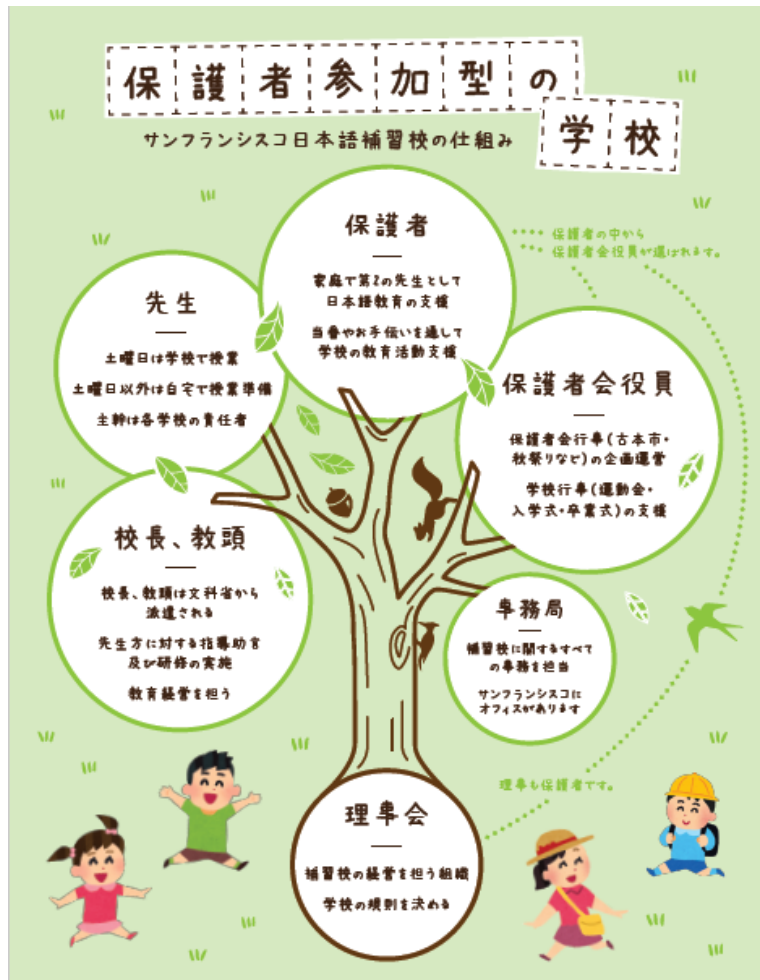 保護者参加型の
学校
サンフランシスコ日本語補習校の仕組み
保護者
家庭で第2の先生として
日本語教育の支援
当番やお手伝いを通して
学校の教育活動支援
保護者の中から
保護者会役員が選ばれます。
先生
土曜日は学校で授業
土曜日以外は自宅で授業準備
主幹は各学校の責任者
保護者会役員
保護者会行事(古本市・
秋祭りなど)の企画運営
学校行事(運動会・
入学式・卒業式)の支援
校長、教頭
校長、教頭は文科省から
派遣される
先生方に対する指導助言
及び研修の実施
教育経営を担う
事務局
補習校に関するすべて
の事務を担当
サンフランシスコに
オフィスがあります
理事も保護者です。
理事会
補習校の経営を担う組織
学校の規則を決める